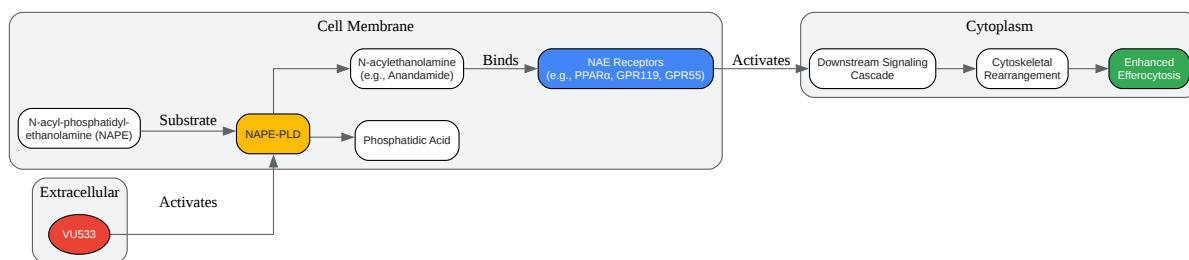 Cell Membrane
Cytoplasm
N-acylethanolamine
(e.g., Anandamide)
Binds
NAE Receptors
(e.g., PPARα, GPR119, GPR55)
Activates
Downstream Signaling
Cascade
Cytoskeletal
Rearrangement
Enhanced
Efferocytosis
N-acyl-phosphatidyl-
ethanolamine (NAPE)
Substrate
NAPE-PLD
Phosphatidic Acid
Extracellular
Activates
VU533